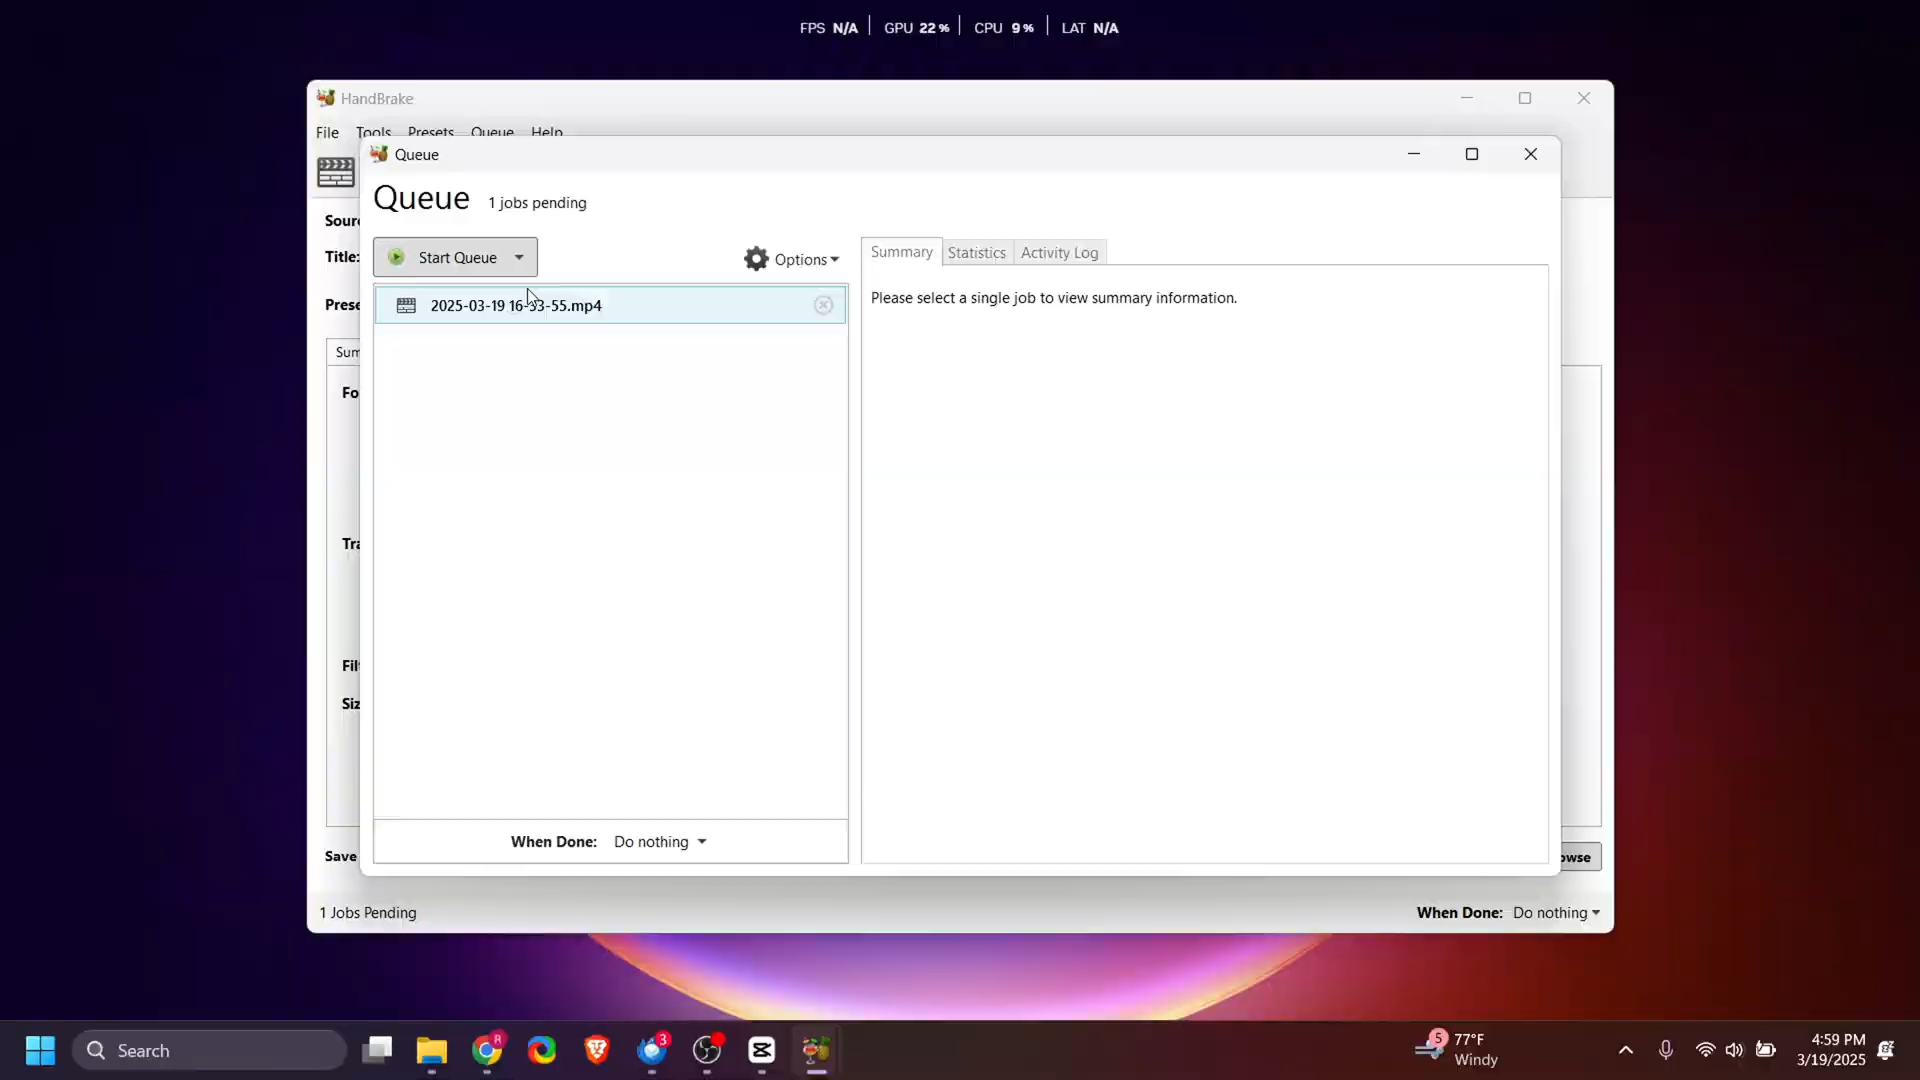 FPS N/A GPU 22% CPU 9% LAT N/A
HandBrake
File Tools Presets Queue Help
Queue
Queue 1 jobs pending
Sour
Title:
Start Queue Options
Summary Statistics Activity Log
Prese
2025-03-19 16-33-55.mp4
Please select a single job to view summary information.
Sum
Fo
Tra
Filt
Siz
When Done: Do nothing
Save
owse
1 Jobs Pending
When Done: Do nothing
Search
R
3
5
77°F
Windy
4:59 PM
3/19/2025